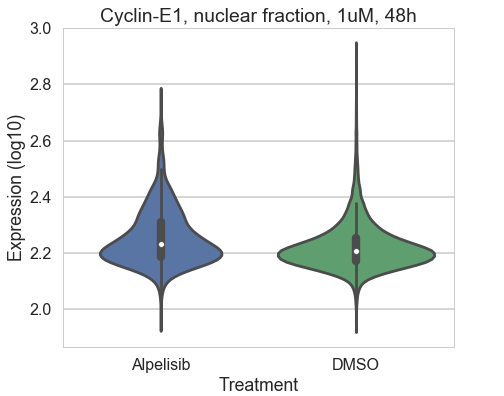 Cyclin-E1, nuclear fraction, 1uM, 48h
Expression (log10)
3.0
2.8
2.6
2.4
2.2
2.0
Alpelisib
DMSO
Treatment